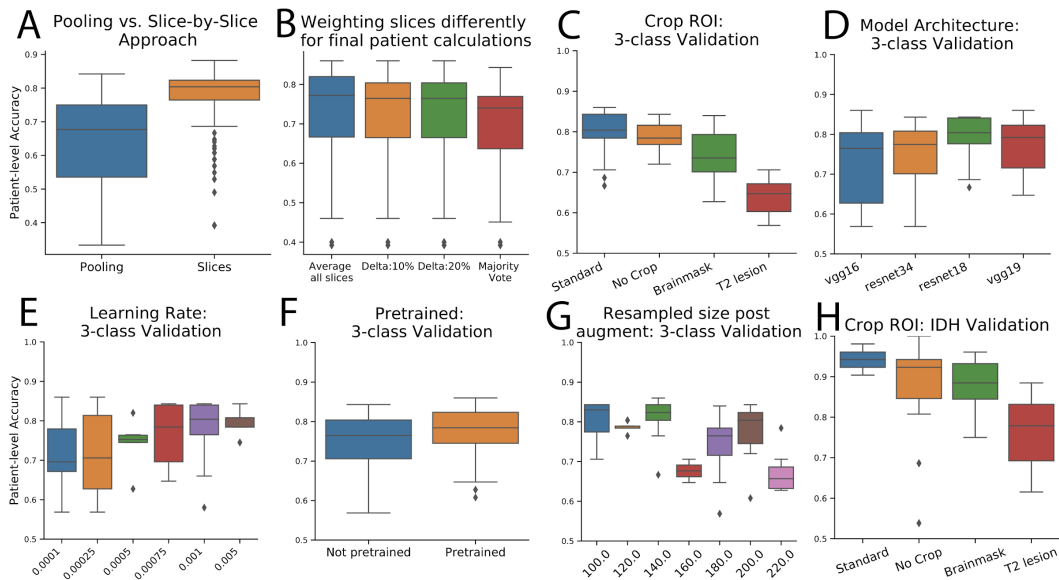 A
Pooling vs. Slice-by-Slice
Approach
Patient-level Accuracy
0.9
0.8
0.7
0.6
0.5
0.4
Pooling
Slices
B
Weighting slices differently
for final patient calculations
0.8
0.7
0.6
0.5
0.4
Average
all slices
Delta:10%
Delta:20%
Majority
Vote
C
Crop ROI:
3-class Validation
1.0
0.9
0.8
0.7
0.6
0.5
Standard
No Crop
Brainmask
T2 lesion
D
Model Architecture:
3-class Validation
1.0
0.9
0.8
0.7
0.6
0.5
vgg16
resnet34
resnet18
vgg19
E
Learning Rate:
3-class Validation
Patient-level Accuracy
1.0
0.9
0.8
0.7
0.6
0.5
0.0001
0.00025
0.0005
0.00075
0.001
0.005
F
Pretrained:
3-class Validation
1.0
0.9
0.8
0.7
0.6
0.5
Not pretrained
Pretrained
G
Resampled size post
augment: 3-class Validation
1.0
0.9
0.8
0.7
0.6
0.5
100.0
120.0
140.0
160.0
180.0
200.0
220.0
H
Crop ROI: IDH Validation
1.0
0.9
0.8
0.7
0.6
0.5
Standard
No Crop
Brainmask
T2 lesion